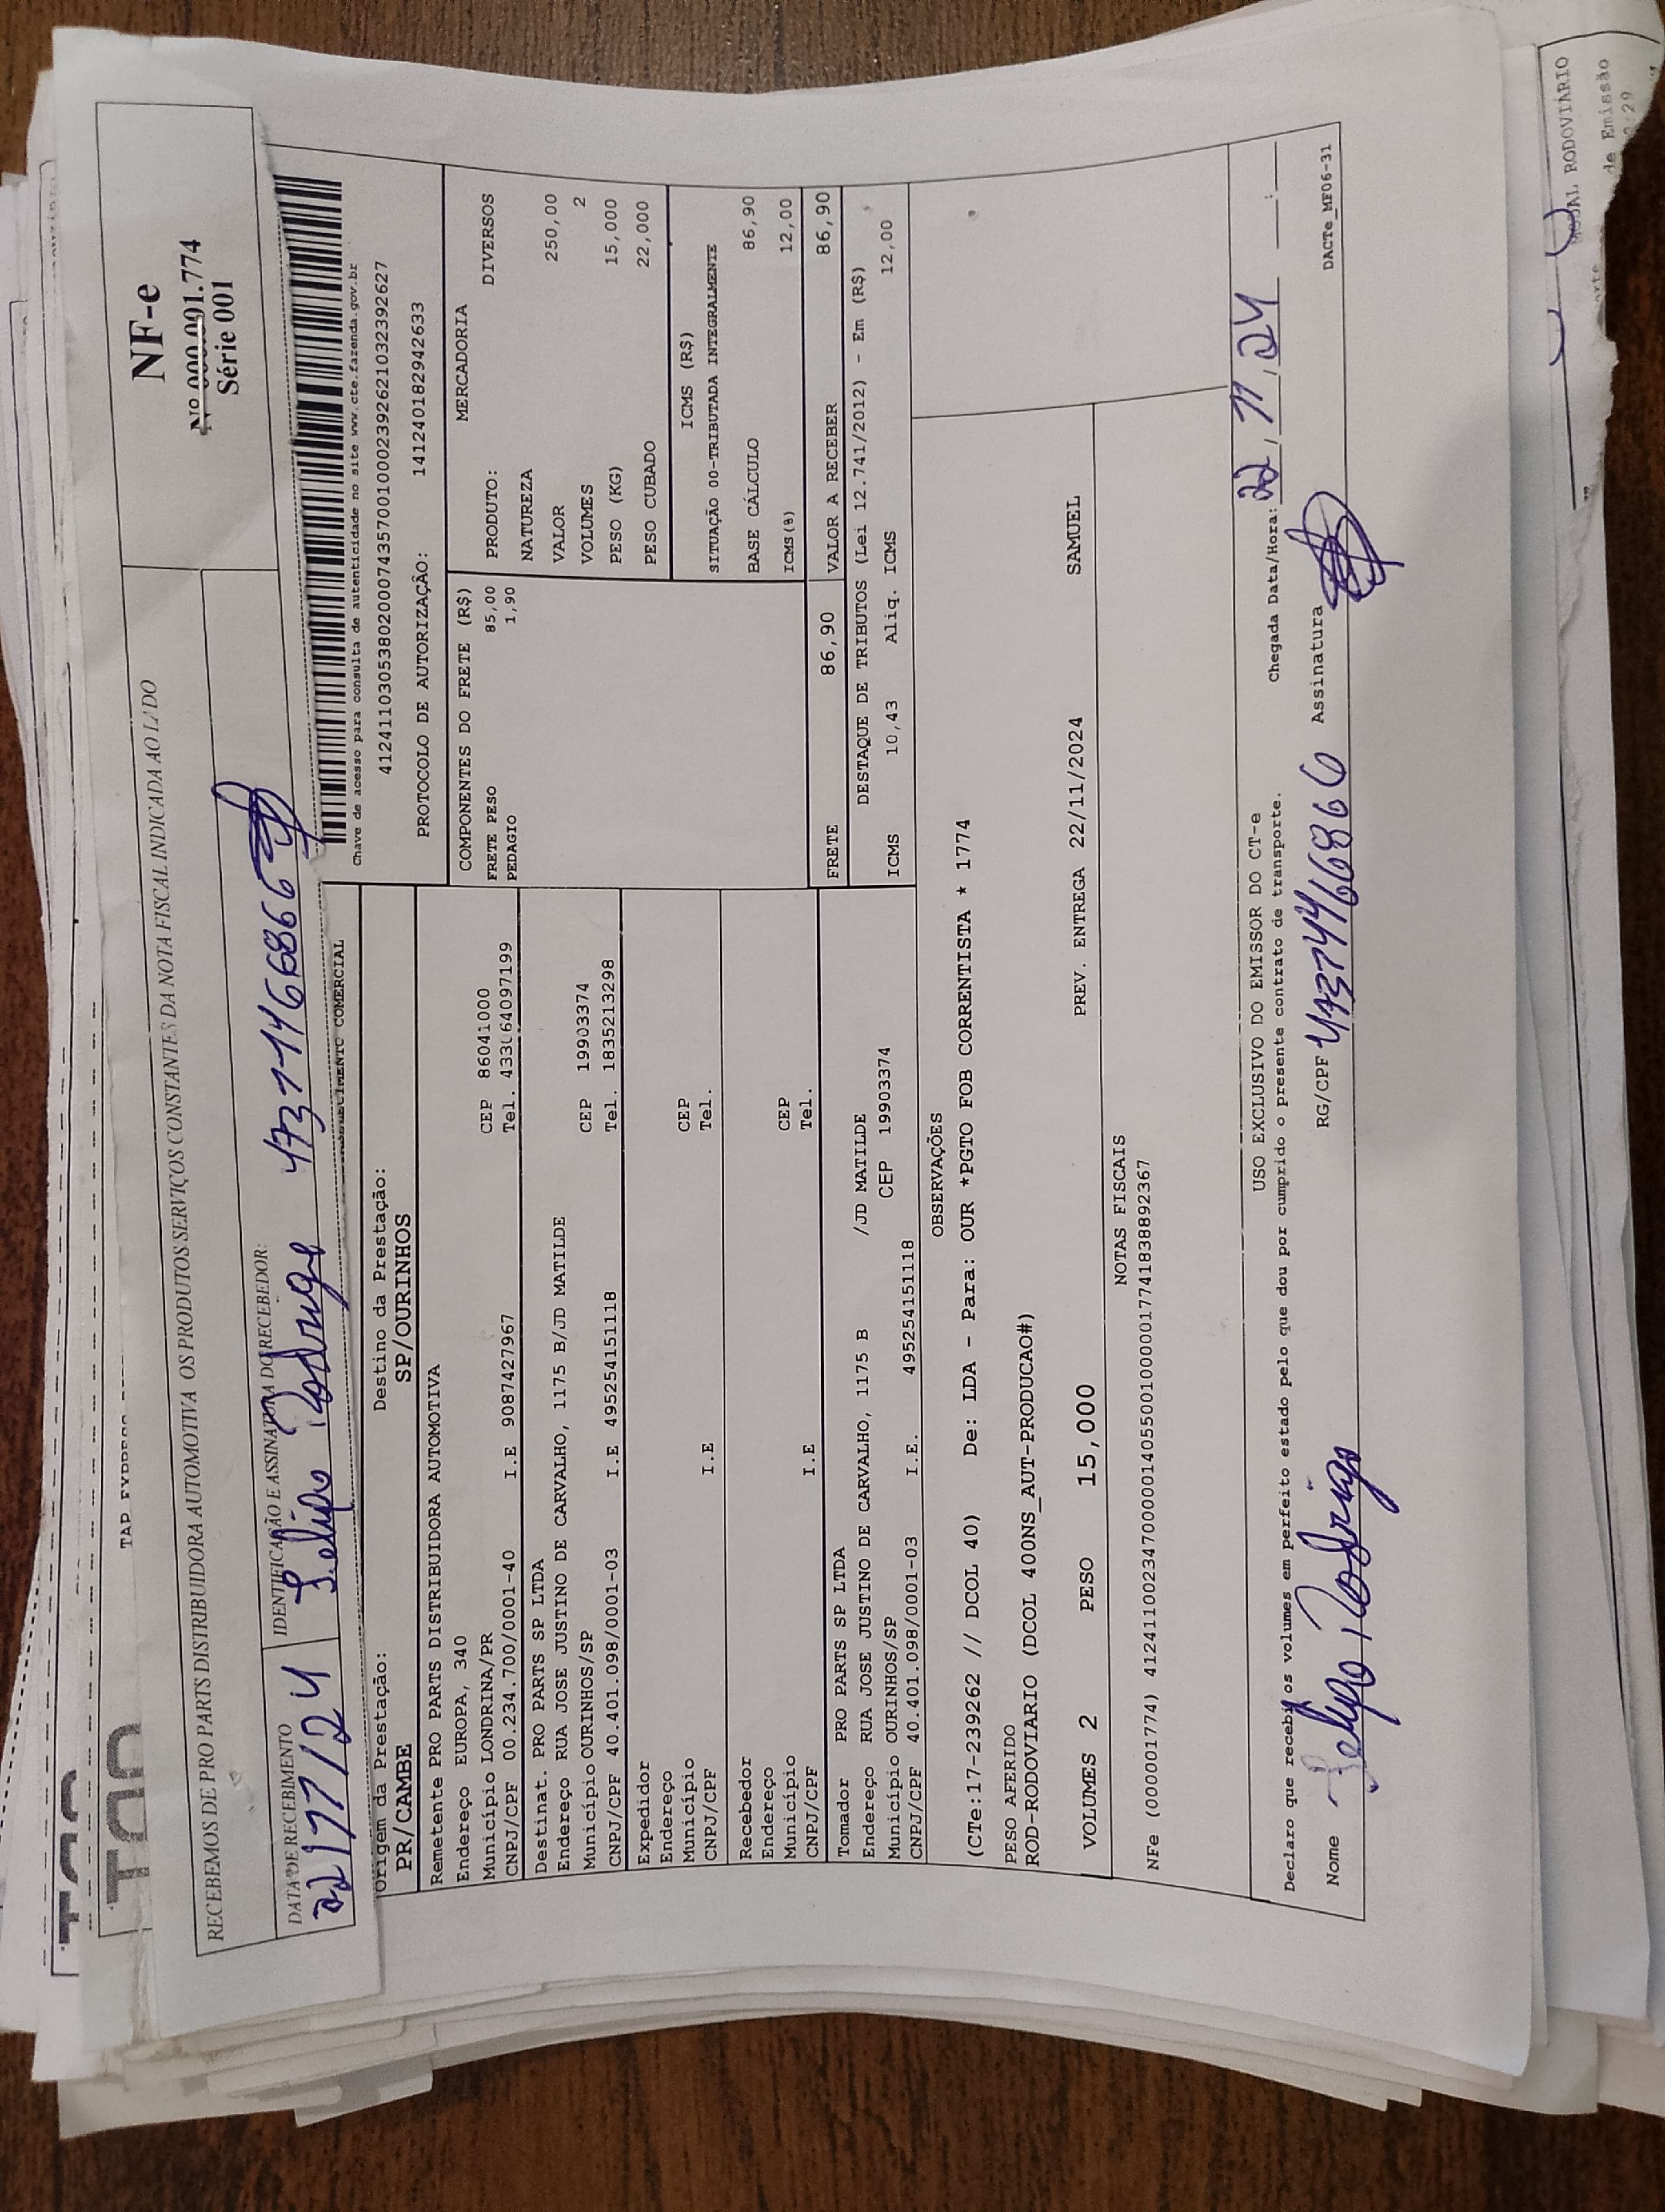 NF-e
Nº 000.001.774
Série 001
RECEBEMOS DE PRO PARTS DISTRIBUIDORA AUTOMOTIVA OS PRODUTOS SERVIÇOS CONSTANTES DA NOTA FISCAL INDICADA AO
DATA DE RECEBIMENTO
IDENTIFICAÇÃO E ASSINATURA DO RECEBEDOR:
22/11/24 Felipe Rodrigo
COMERCIAL
Chave de acesso para consulta de autenticidade no site www.cte.fazenda.gov.br
41241103053802000743570010002392621032392627
PROTOCOLO DE AUTORIZAÇÃO: 141240182942633
Origem da Prestação: Destino da Prestação:
PR/CAMBE SP/OURINHOS
Remetente PRO PARTS DISTRIBUIDORA AUTOMOTIVA
Endereço EUROPA, 340
Município LONDRINA/PR CEP 86041000
CNPJ/CPF 00.234.700/0001-40 I.E 9087427967 Tel.
Destinat. PRO PARTS SP LTDA
Endereço RUA JOSE JUSTINO DE CARVALHO, 1175 B/JD MATILDE
Município OURINHOS/SP CEP 19903374
CNPJ/CPF 40.401.098/0001-03 I.E 495254151118 Tel. 1835213298
Expedidor
Endereço
Município CEP
CNPJ/CPF I.E Tel.
Recebedor
Endereço
Município CEP
CNPJ/CPF I.E Tel.
Tomador PRO PARTS SP LTDA
Endereço RUA JOSE JUSTINO DE CARVALHO, 1175 B /JD MATILDE
Município OURINHOS/SP CEP 19903374
CNPJ/CPF 40.401.098/0001-03 I.E. 495254151118
COMPONENTES DO FRETE (R$)
FRETE PESO 85,00
PEDAGIO 1,90
MERCADORIA
PRODUTO: DIVERSOS
NATUREZA
VALOR 250,00
VOLUMES 2
PESO (KG) 15,000
PESO CUBADO 22,000
ICMS (R$)
SITUAÇÃO 00-TRIBUTADA INTEGRALMENTE
BASE CÁLCULO 86,90
ICMS(%) 12,00
FRETE 86,90 VALOR A RECEBER 86,90
DESTAQUE DE TRIBUTOS (Lei 12.741/2012) - Em (R$)
ICMS 10,43 Aliq. ICMS 12,00
OBSERVAÇÕES
(CTe:17-239262 // DCOL 40) De: LDA - Para: OUR *PGTO FOB CORRENTISTA * 1774
PESO AFERIDO
ROD-RODOVIARIO (DCOL 400NS_AUT-PRODUCAO#)
VOLUMES 2 PESO 15,000 PREV. ENTREGA 22/11/2024 SAMUEL
NOTAS FISCAIS
NFe (000001774) 41241100234700000140550010000017741838892367
USO EXCLUSIVO DO EMISSOR DO CT-e
Declaro que recebi os volumes em perfeito estado pelo que dou por cumprido o presente contrato de transporte.
Chegada Data/Hora: 22/11/24
Nome Felipe Rodrigo RG/CPF Assinatura
DACTe_MF06-31
MODAL RODOVIÁRIO
de Emissão